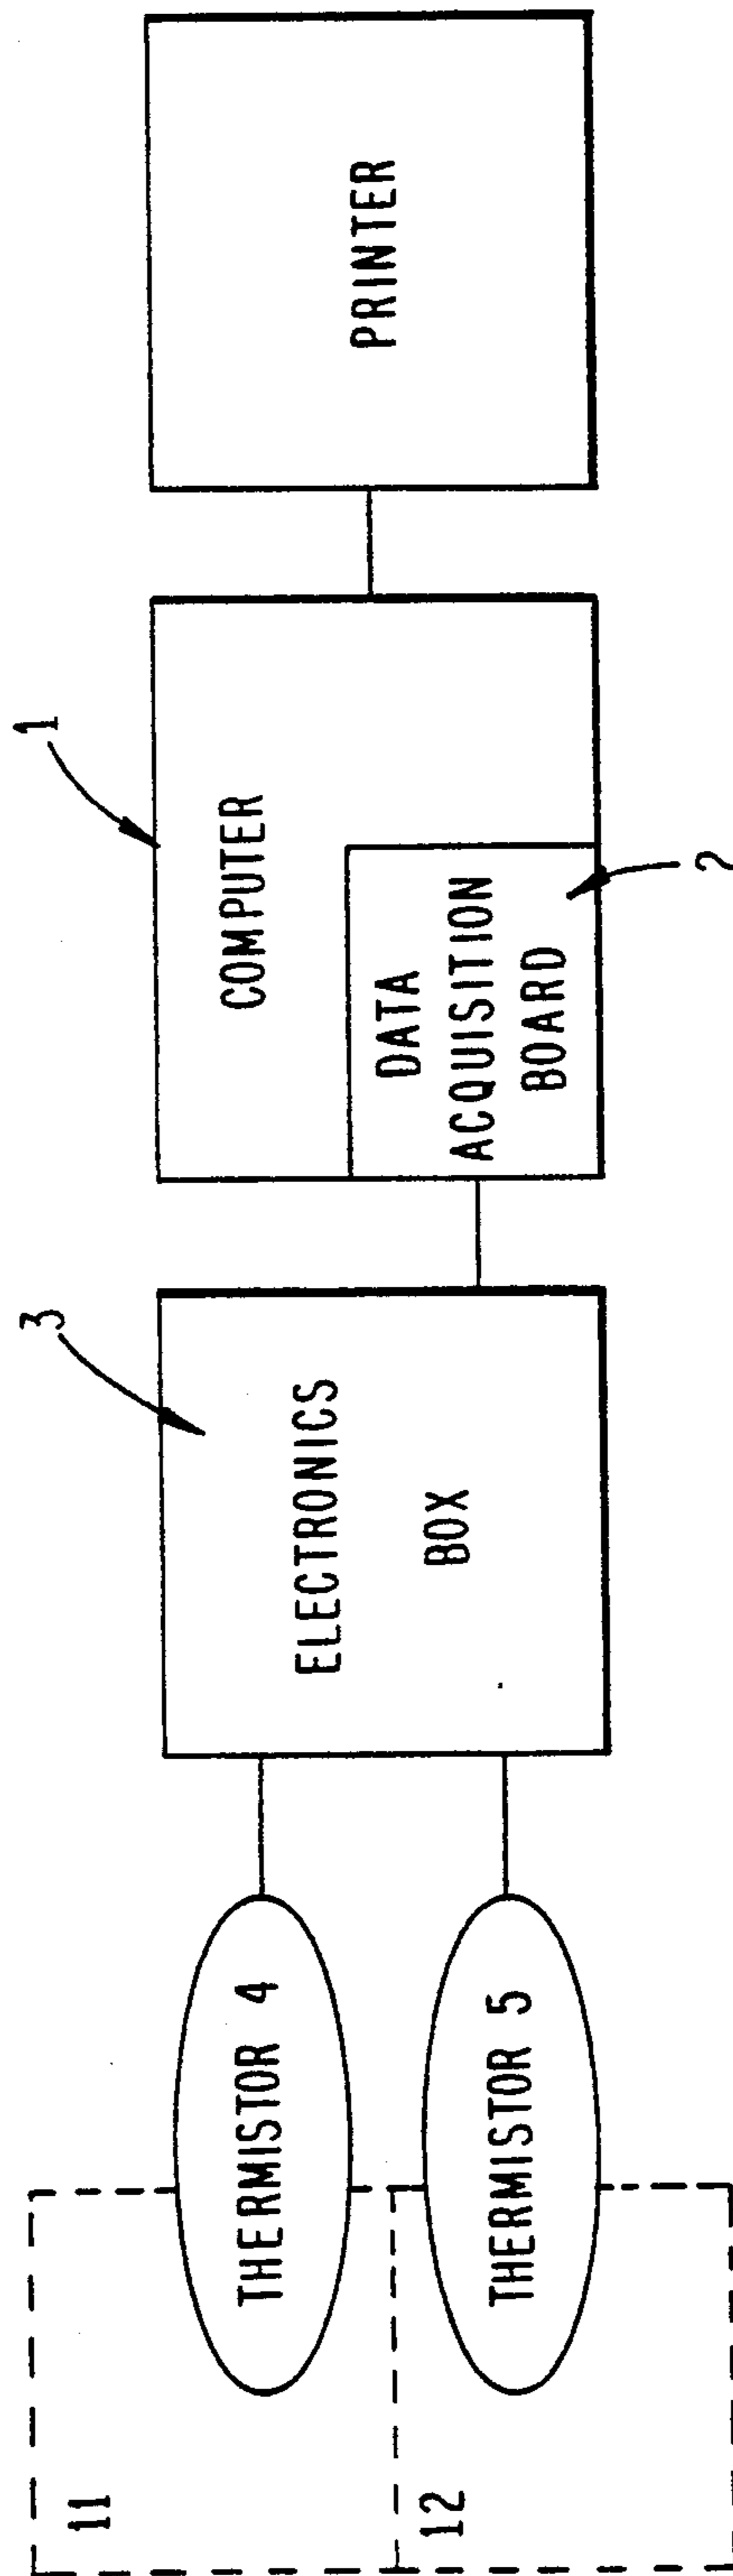 11
12
THERMISTOR 4
THERMISTOR 5
3
ELECTRONICS
BOX
1
COMPUTER
DATA
ACQUISITION
BOARD
2
PRINTER